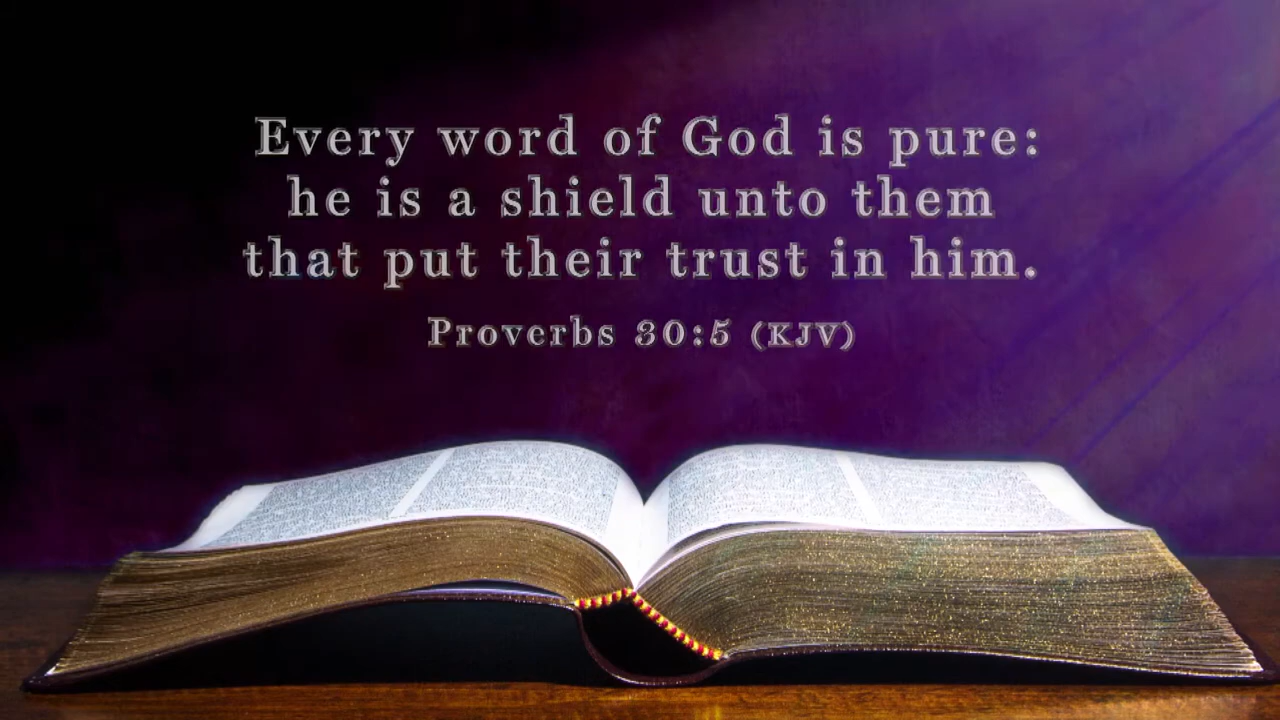 Every word of God is pure:
he is a shield unto them
that put their trust in him.
Proverbs 30:5 (KJV)